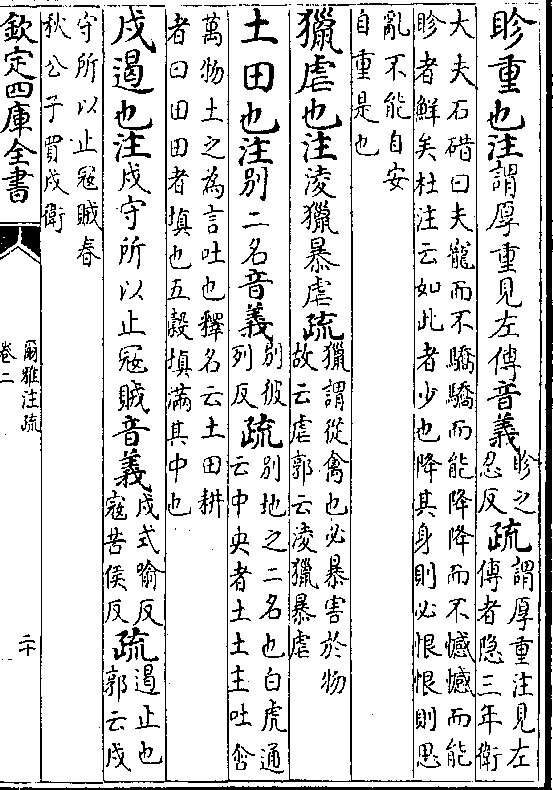 眕重也注謂厚重見左傳音義眕之忍反疏謂厚重注見左傳者隐三年衛
大夫石碏曰夫寵而不驕驕而能降降而不憾憾而能
眕者鮮矣杜注云如此者少也降其身則必恨恨則思
亂不能自安
自重是也
獵虐也注淩獵暴虐疏獵謂從禽也必暴害於物故云虐郭云淩獵暴虐
土田也注别二名音義别彼列反疏别地之二名也白虎通云中央者土土主吐含
萬物土之為言吐也釋名云土田耕
者曰田田者填也五穀填滿其中也
戍遏也注戍守所以止寇賊音義戍式喻反寇苦侯反疏遏止也郭云戍
守所以止寇賊春
秋公子買戍衛
欽定四庫全書
爾雅注疏
卷二
二十